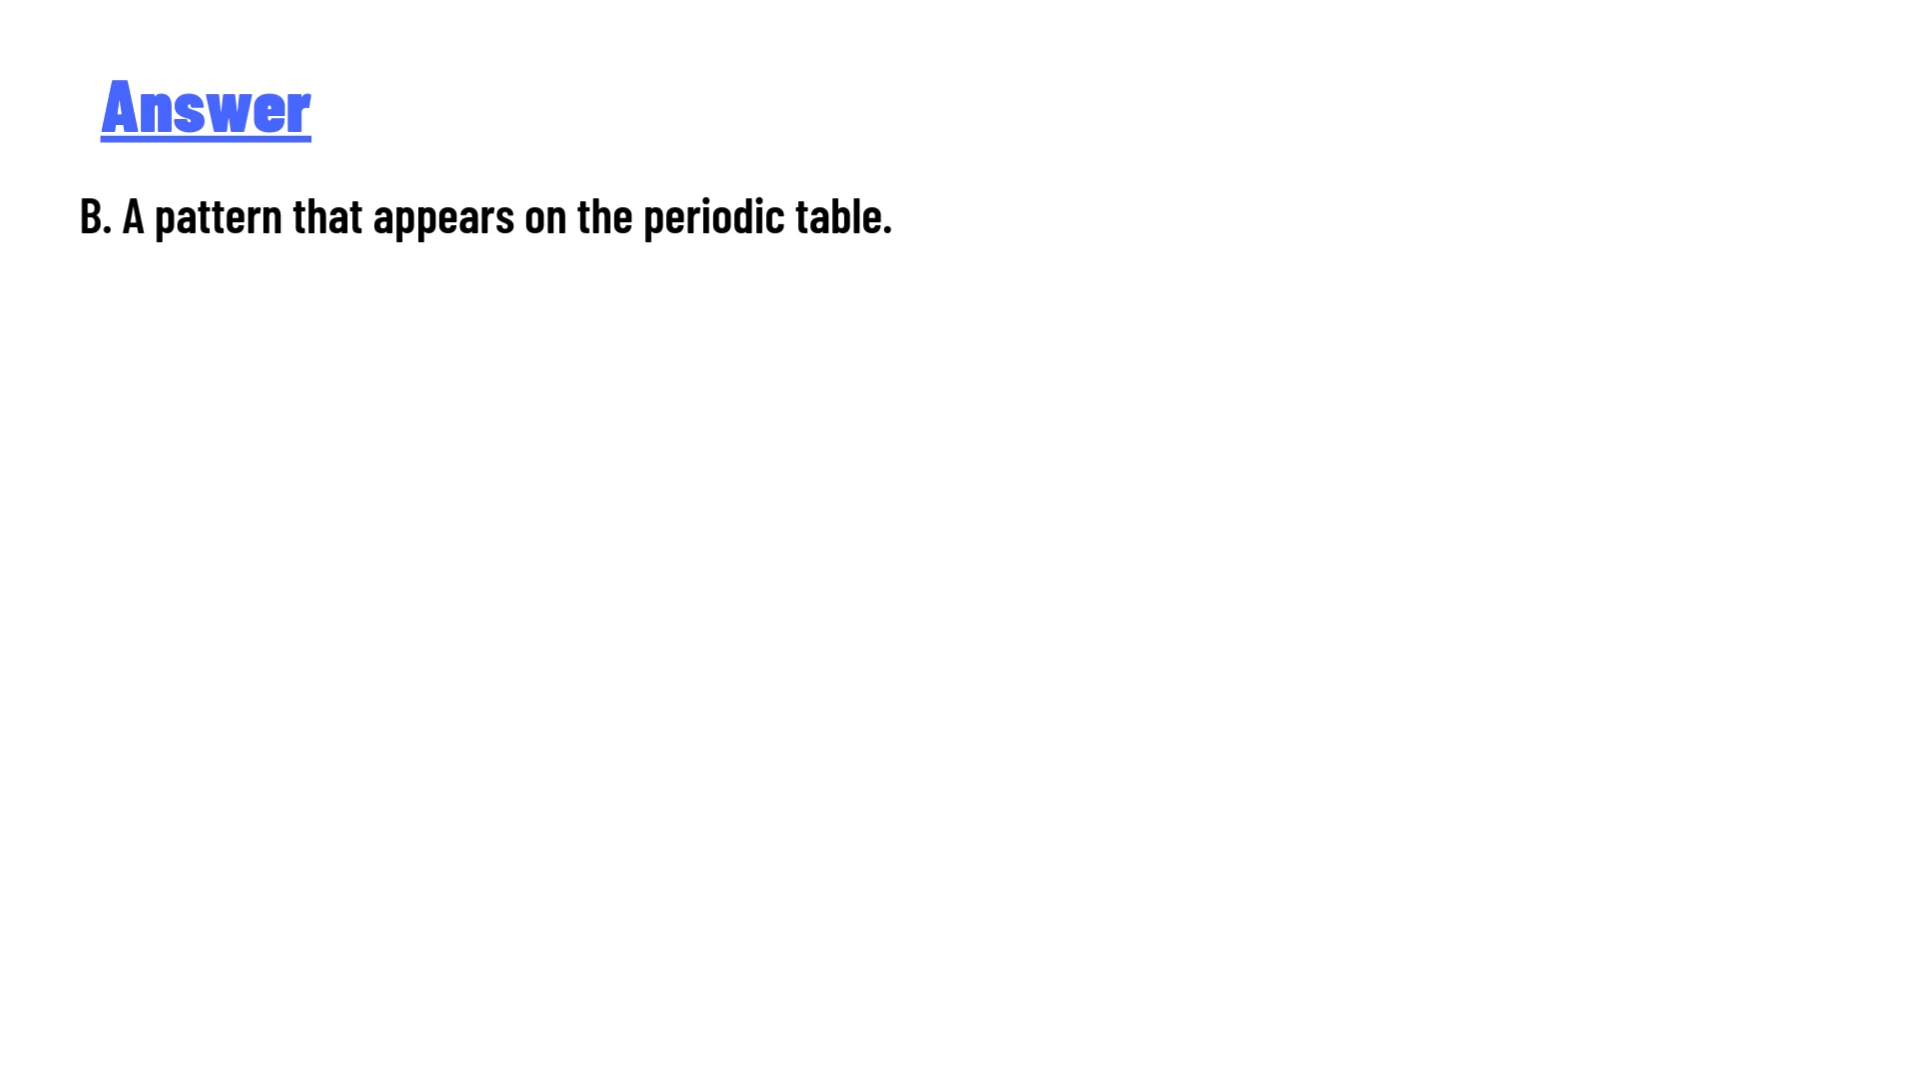 Answer
B. A pattern that appears on the periodic table.